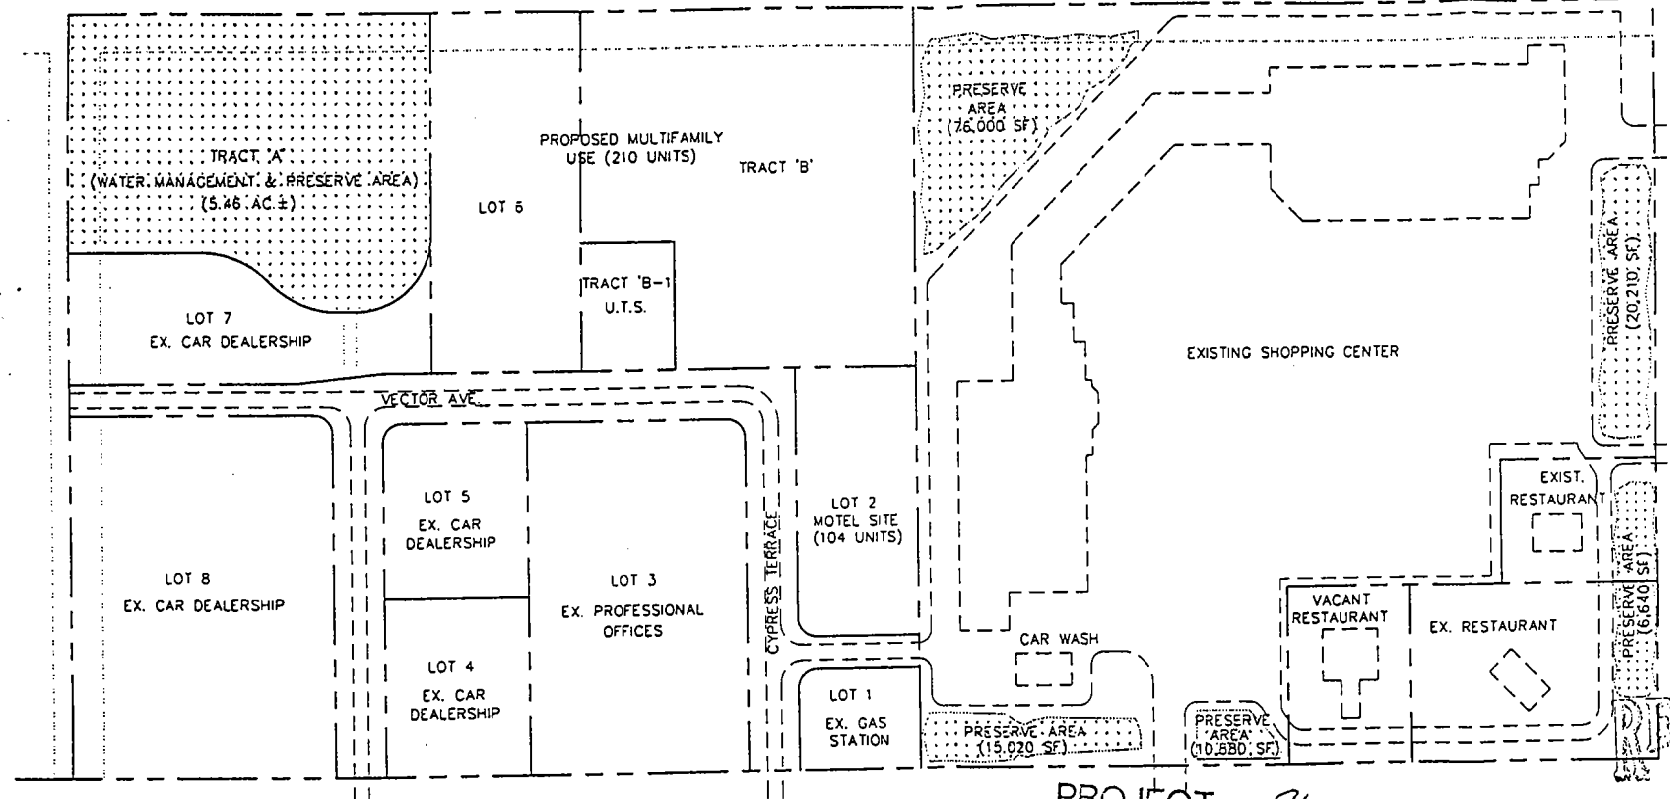 TRACT 'A'
(WATER MANAGEMENT & PRESERVE AREA)
(5.46 AC.±)
LOT 6
PROPOSED MULTIFAMILY
USE (210 UNITS)
TRACT 'B'
TRACT 'B-1
U.T.S.
PRESERVE
AREA
(76,000 SF)
LOT 7
EX. CAR DEALERSHIP
EXISTING SHOPPING CENTER
PRESERVE AREA
(20,210 SF)
VECTOR AVE.
LOT 8
EX. CAR DEALERSHIP
LOT 5
EX. CAR
DEALERSHIP
LOT 4
EX. CAR
DEALERSHIP
LOT 3
EX. PROFESSIONAL
OFFICES
CYPRESS TERRACE
LOT 2
MOTEL SITE
(104 UNITS)
LOT 1
EX. GAS
STATION
CAR WASH
PRESERVE AREA
(15,020 SF)
PRESERVE
AREA
(10,880 SF)
VACANT
RESTAURANT
EX. RESTAURANT
EXIST.
RESTAURANT
PRESERVE AREA
(6,640 SF)
PROJECT